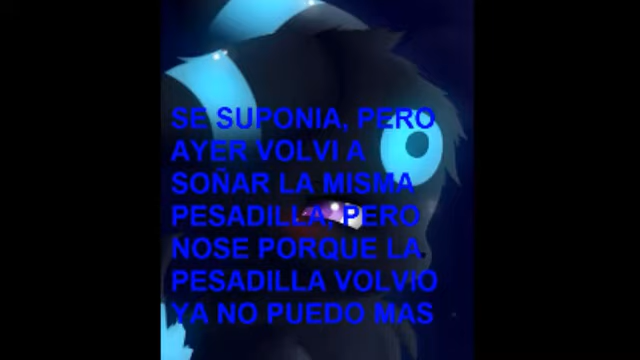 SE SUPONIA, PERO
AYER VOLVI A
SOÑAR LA MISMA
PESADILLA, PERO
NOSE PORQUE LA
PESADILLA VOLVIO
YA NO PUEDO MAS